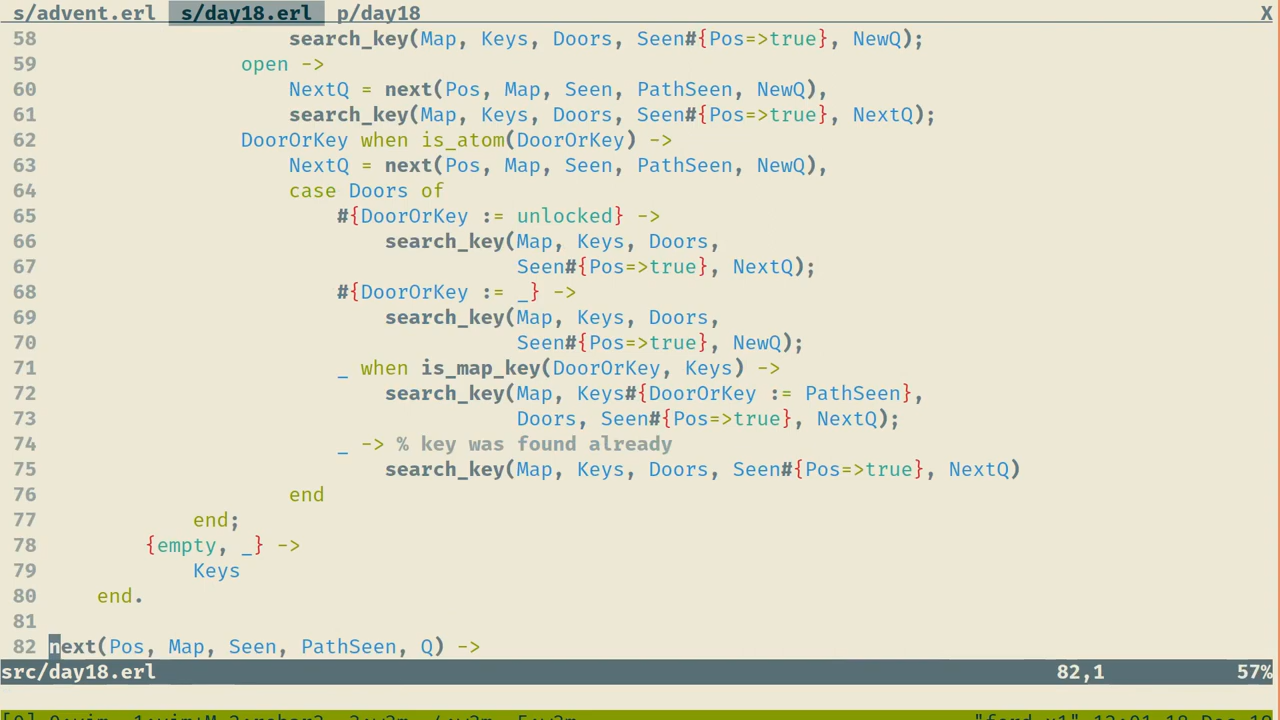 s/advent.erl s/day18.erl p/day18 X
58 search_key(Map, Keys, Doors, Seen#{Pos=>true}, NewQ);
59 open ->
60 NextQ = next(Pos, Map, Seen, PathSeen, NewQ),
61 search_key(Map, Keys, Doors, Seen#{Pos=>true}, NextQ);
62 DoorOrKey when is_atom(DoorOrKey) ->
63 NextQ = next(Pos, Map, Seen, PathSeen, NewQ),
64 case Doors of
65 #{DoorOrKey := unlocked} ->
66 search_key(Map, Keys, Doors,
67 Seen#{Pos=>true}, NextQ);
68 #{DoorOrKey := _} ->
69 search_key(Map, Keys, Doors,
70 Seen#{Pos=>true}, NewQ);
71 _ when is_map_key(DoorOrKey, Keys) ->
72 search_key(Map, Keys#{DoorOrKey := PathSeen},
73 Doors, Seen#{Pos=>true}, NextQ);
74 _ -> % key was found already
75 search_key(Map, Keys, Doors, Seen#{Pos=>true}, NextQ)
76 end
77 end;
78 {empty, _} ->
79 Keys
80 end.
81
82 next(Pos, Map, Seen, PathSeen, Q) ->
src/day18.erl 82,1 57%